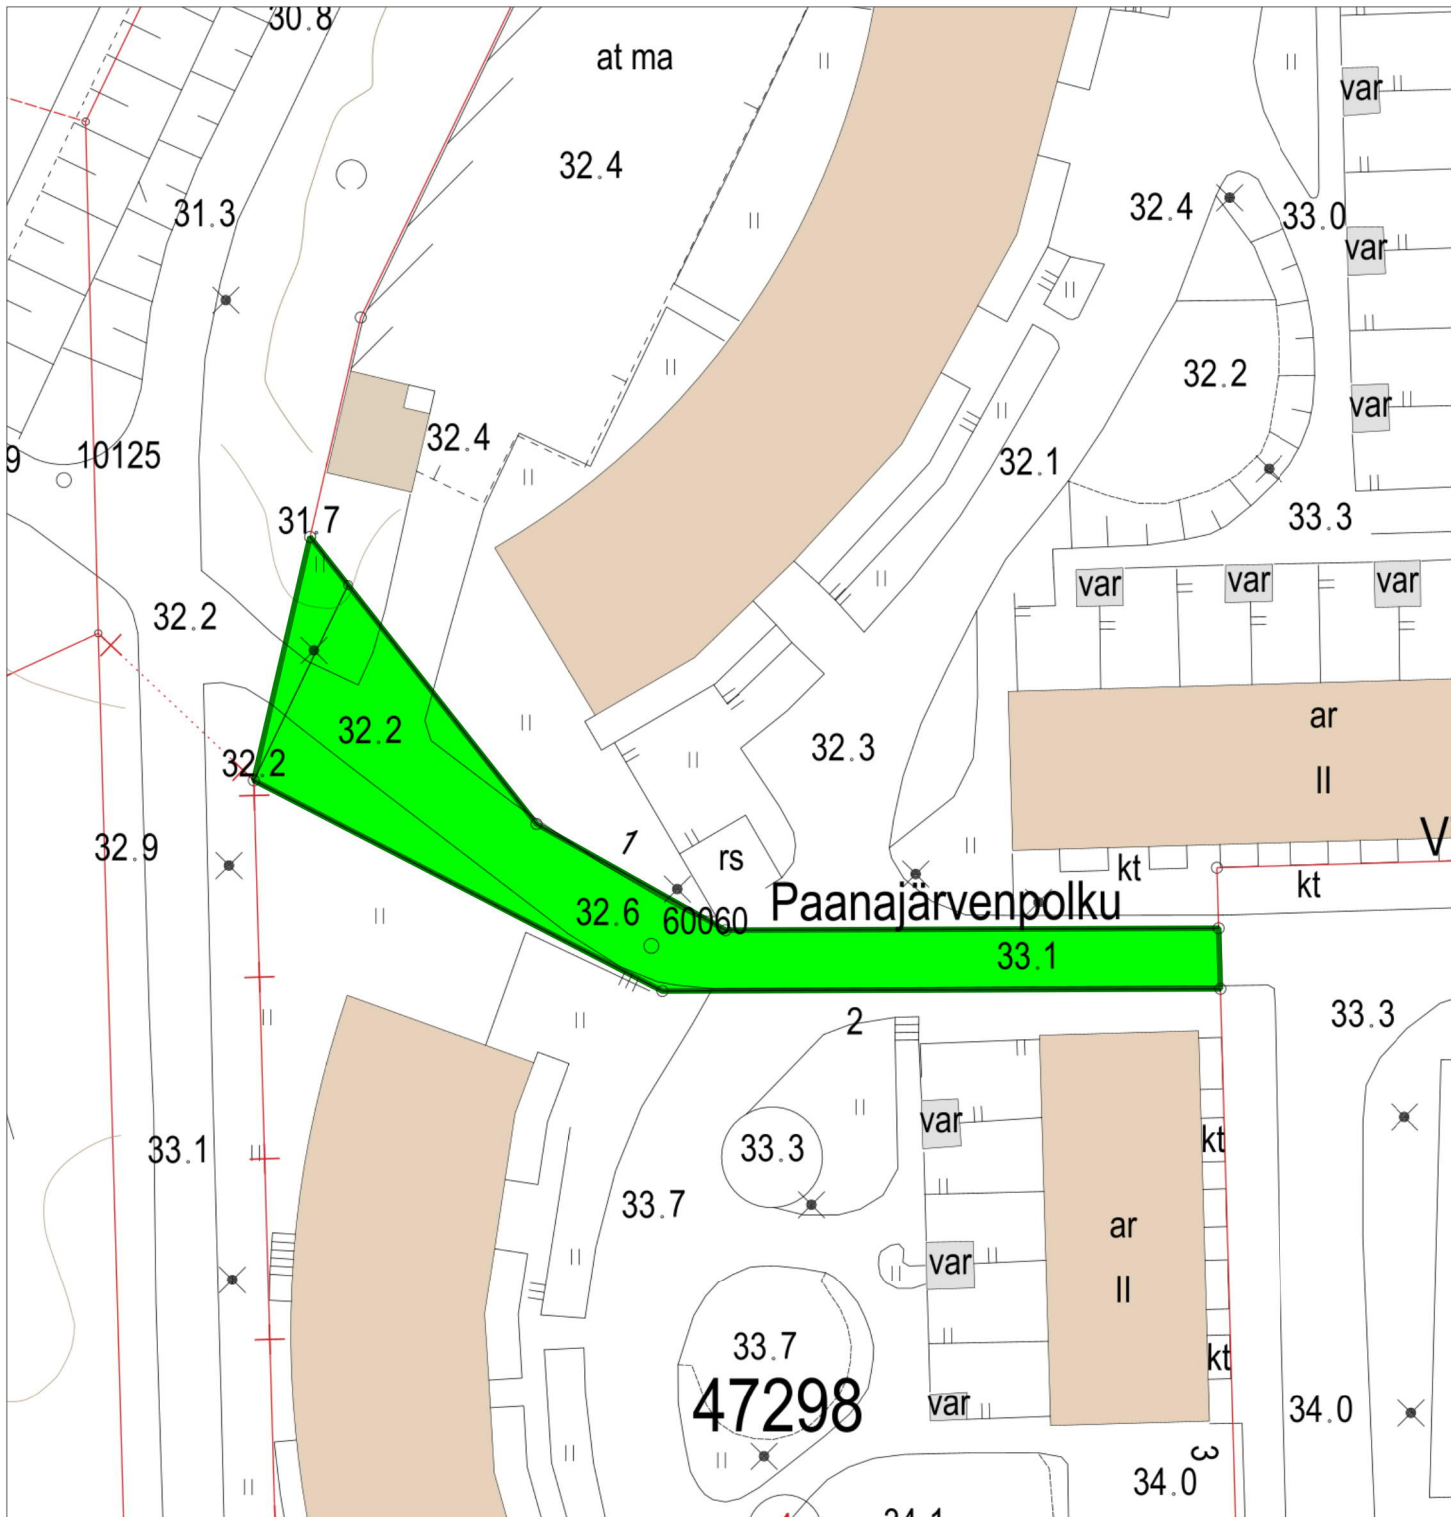 30.8
at ma
var
32.4
31.3
32.4
33.0
var
32.2
var
32.4
9
10125
32.1
31.7
33.3
var
var
var
32.2
ar
32.2
32.3
32.2
II
1
V
32.9
rs
kt
kt
Paanajärvenpolku
32.6
60060
33.1
2
33.3
var
kt
33.1
33.3
33.7
ar
var
II
33.7
kt
47298
var
34.0
3
34.0